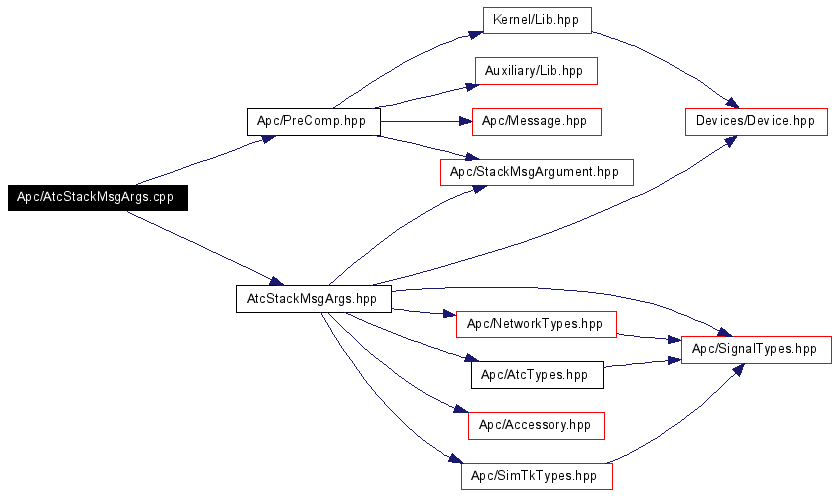 Kernel/Lib.hpp
Auxiliary/Lib.hpp
Apc/PreComp.hpp
Apc/Message.hpp
Devices/Device.hpp
Apc/StackMsgArgument.hpp
Apc/AtcStackMsgArgs.cpp
AtcStackMsgArgs.hpp
Apc/NetworkTypes.hpp
Apc/SignalTypes.hpp
Apc/AtcTypes.hpp
Apc/Accessory.hpp
Apc/SimTkTypes.hpp